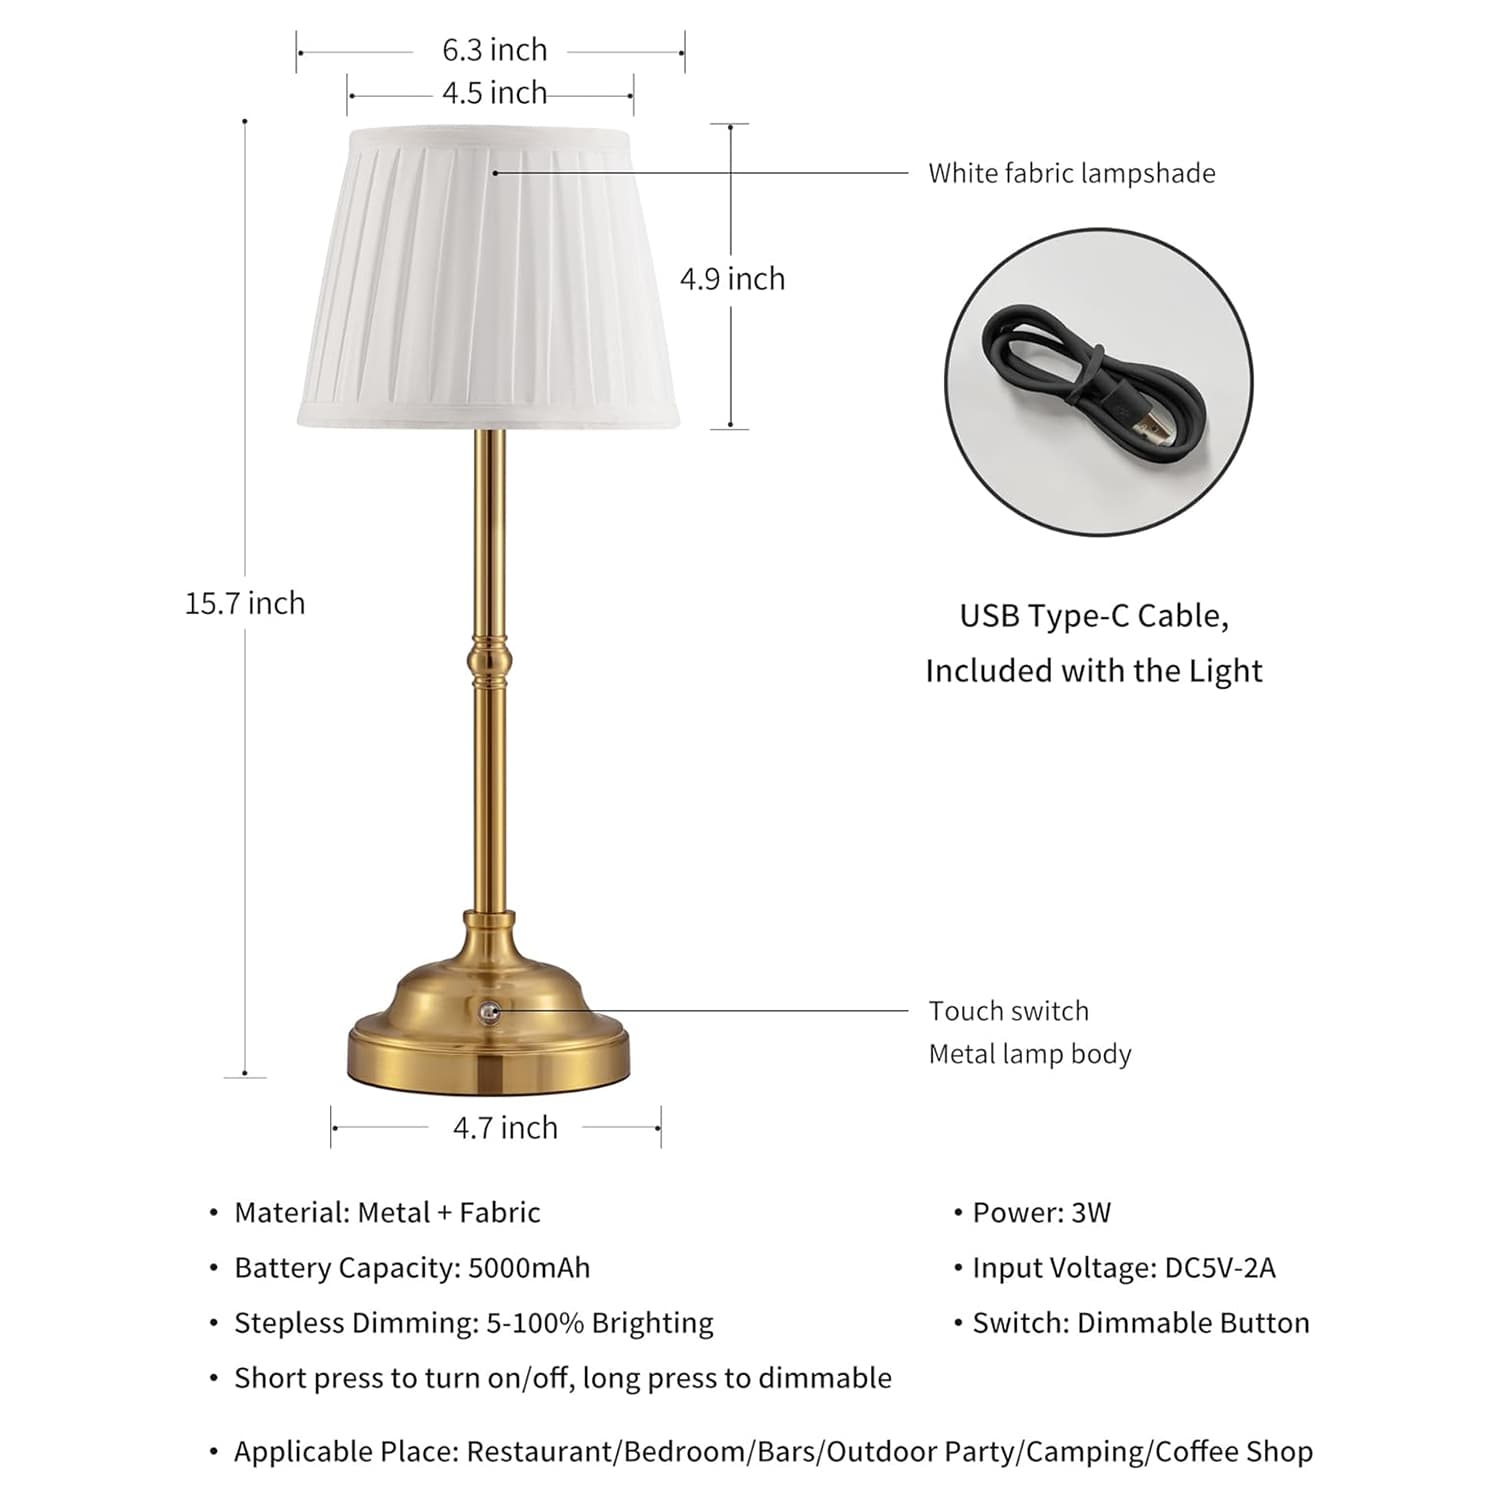 6.3 inch
4.5 inch
White fabric lampshade
4.9 inch
15.7 inch
USB Type-C Cable,
Included with the Light
Touch switch
Metal lamp body
4.7 inch
• Material: Metal + Fabric
• Power: 3W
• Battery Capacity: 5000mAh
• Input Voltage: DC5V-2A
• Stepless Dimming: 5-100% Brighting
• Switch: Dimmable Button
• Short press to turn on/off, long press to dimmable
• Applicable Place: Restaurant/Bedroom/Bars/Outdoor Party/Camping/Coffee Shop